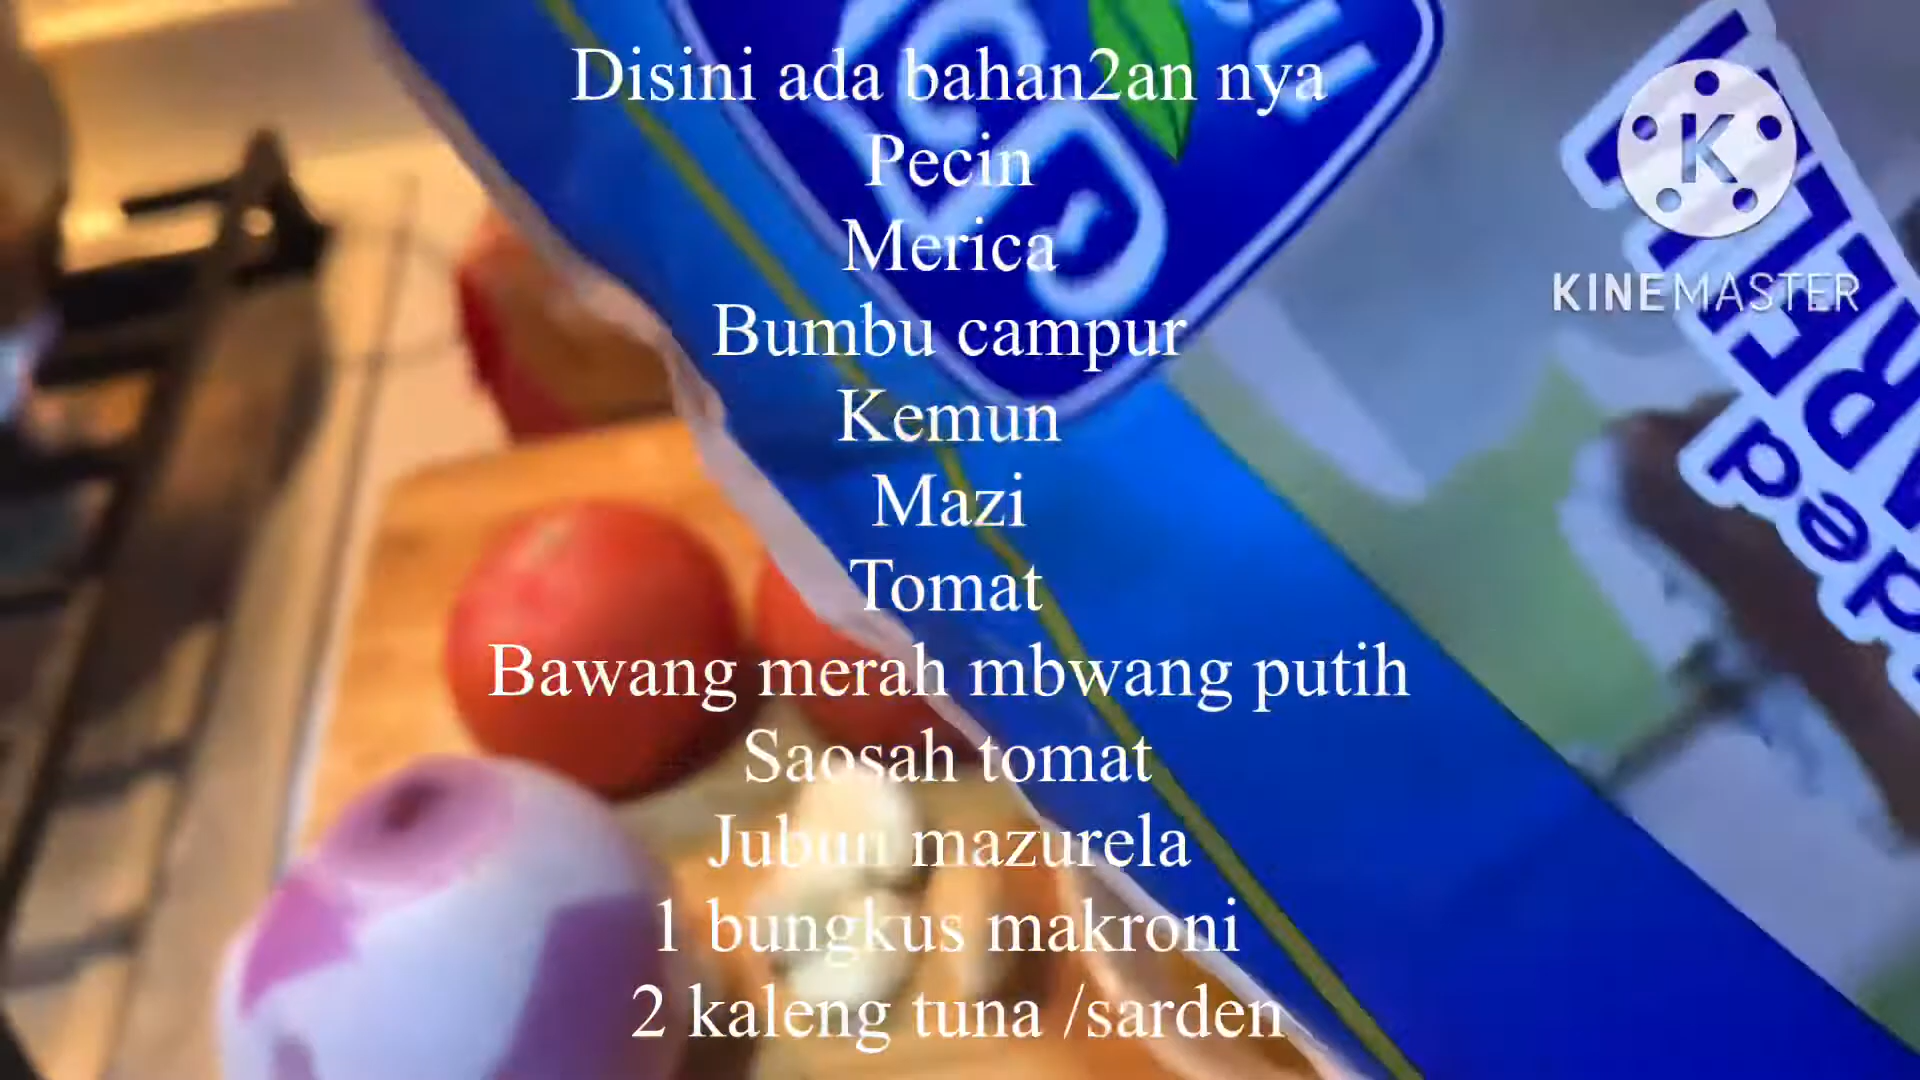 Disini ada bahan2an nya
Pecin
Merica
Bumbu campur
Kemun
Mazi
Tomat
Bawang merah mbwang putih
Saosah tomat
Jubun mazurela
1 bungkus makroni
2 kaleng tuna /sarden
KINEMASTER